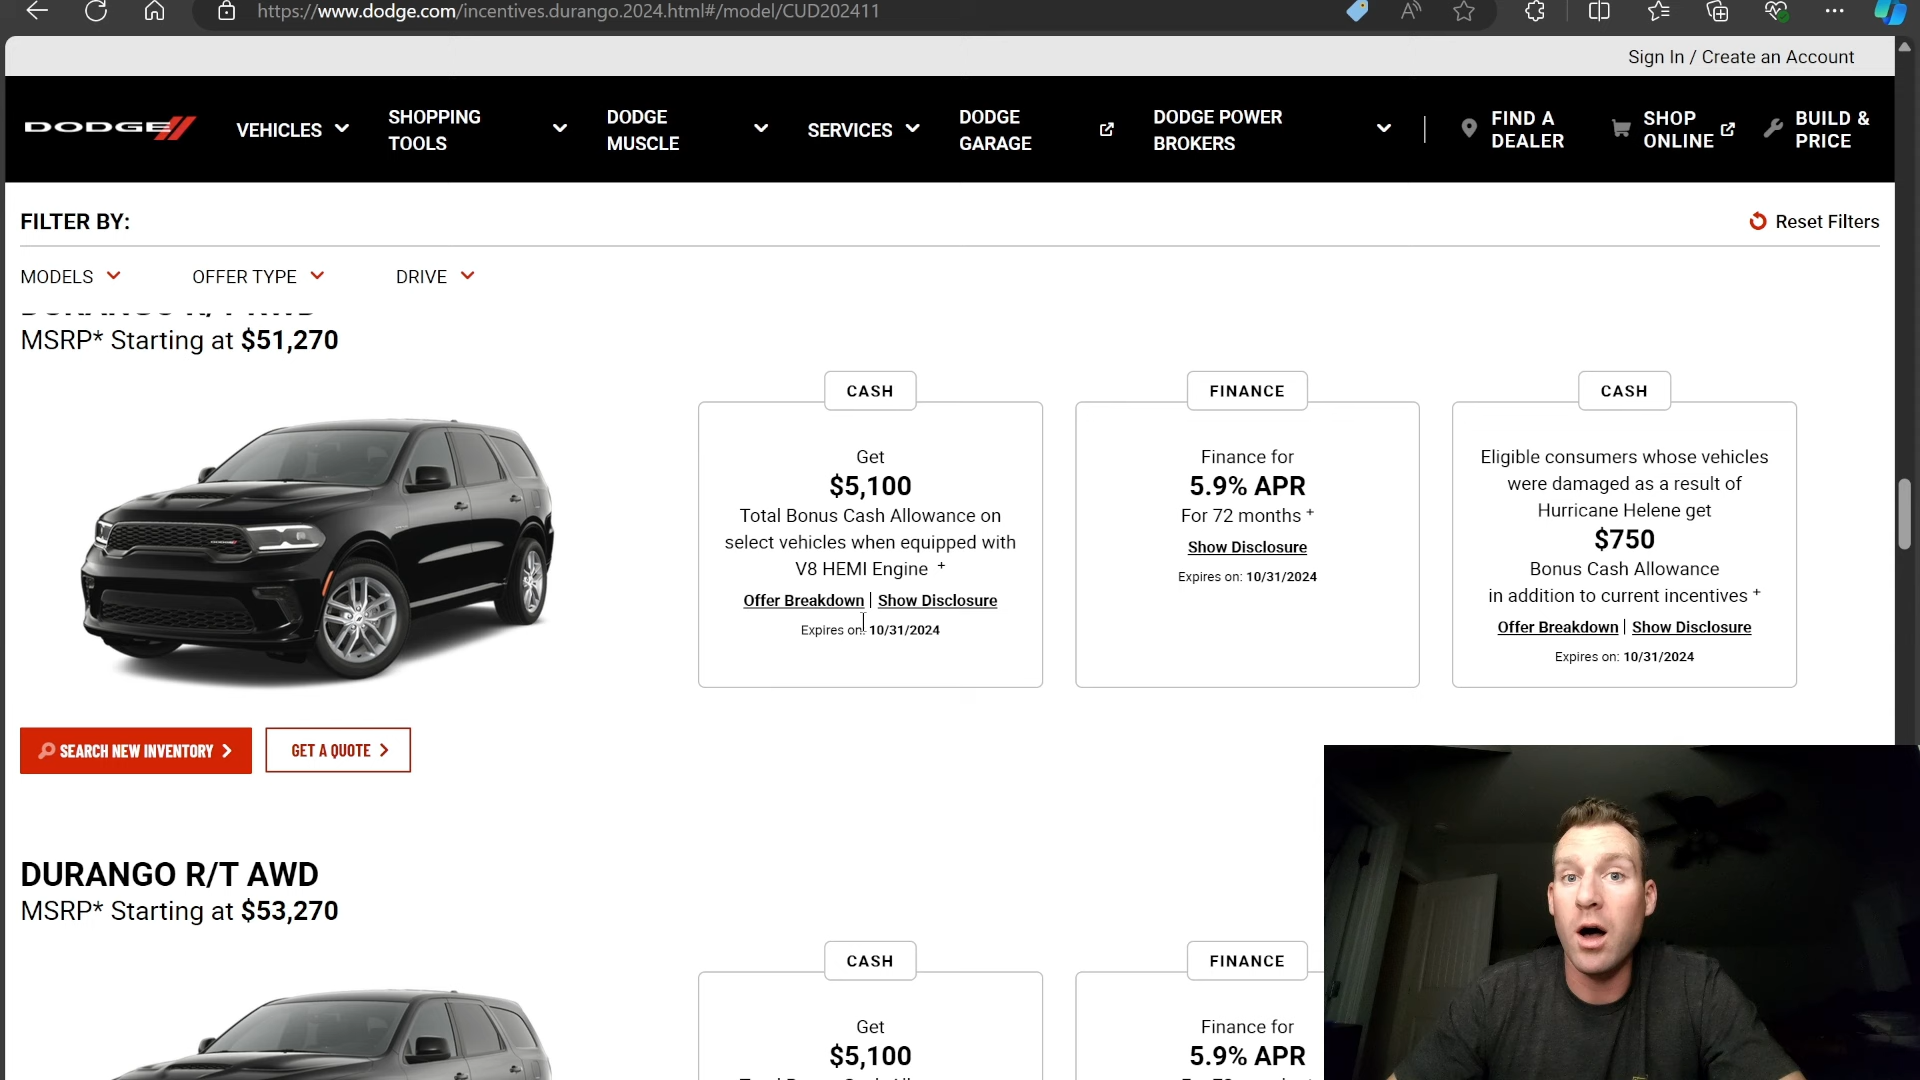 https://www.dodge.com/incentives.durango.2024.html#/model/CUD202411
Sign In / Create an Account
DODGE
VEHICLES
SHOPPING
TOOLS
DODGE
MUSCLE
SERVICES
DODGE
GARAGE
DODGE POWER
BROKERS
FIND A
DEALER
SHOP
ONLINE
BUILD &
PRICE
FILTER BY:
Reset Filters
MODELS
OFFER TYPE
DRIVE
MSRP* Starting at $51,270
CASH
Get
$5,100
Total Bonus Cash Allowance on
select vehicles when equipped with
V8 HEMI Engine +
Offer Breakdown | Show Disclosure
Expires on: 10/31/2024
FINANCE
Finance for
5.9% APR
For 72 months +
Show Disclosure
Expires on: 10/31/2024
CASH
Eligible consumers whose vehicles
were damaged as a result of
Hurricane Helene get
$750
Bonus Cash Allowance
in addition to current incentives +
Offer Breakdown | Show Disclosure
Expires on: 10/31/2024
SEARCH NEW INVENTORY
GET A QUOTE
DURANGO R/T AWD
MSRP* Starting at $53,270
CASH
Get
$5,100
FINANCE
Finance for
5.9% APR